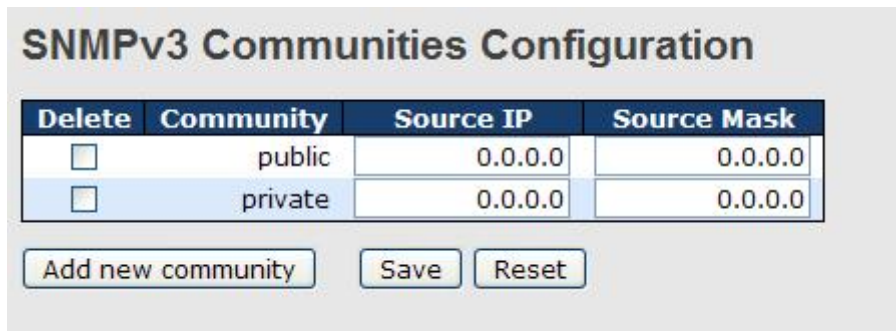 SNMPv3 Communities Configuration
Delete Community Source IP Source Mask
public 0.0.0.0 0.0.0.0
private 0.0.0.0 0.0.0.0
Add new community Save Reset